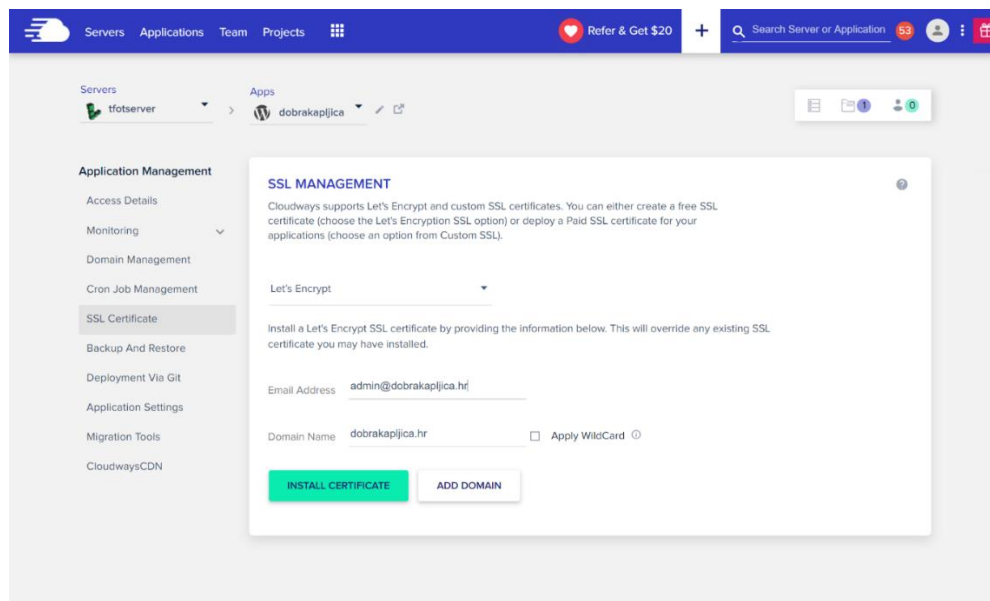 Servers Applications Team Projects Refer & Get $20 + Search Server or Application 53
Servers
tfotserver
Apps
dobrakapljica
1 0
Application Management
Access Details
Monitoring
Domain Management
Cron Job Management
SSL Certificate
Backup And Restore
Deployment Via Git
Application Settings
Migration Tools
CloudwaysCDN
SSL MANAGEMENT
Cloudways supports Let's Encrypt and custom SSL certificates. You can either create a free SSL
certificate (choose the Let's Encryption SSL option) or deploy a Paid SSL certificate for your
applications (choose an option from Custom SSL).
Let's Encrypt
Install a Let's Encrypt SSL certificate by providing the information below. This will override any existing SSL
certificate you may have installed.
Email Address admin@dobrakapljica.hr
Domain Name dobrakapljica.hr Apply WildCard
INSTALL CERTIFICATE ADD DOMAIN